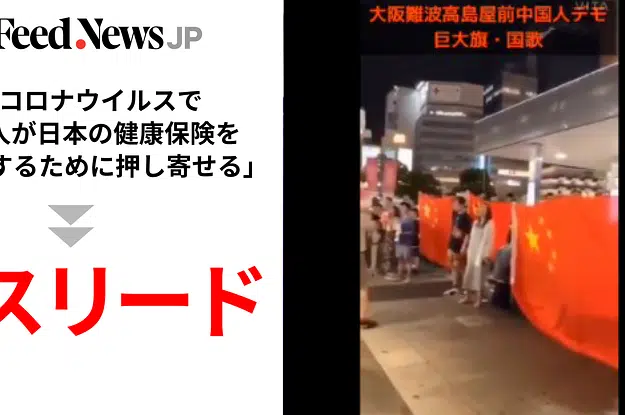 Feed.News JP
コロナウイルスで
人が日本の健康保険を
するために押し寄せる」
スリード
大阪難波高島屋前中国人デモ
巨大旗・国歌
VITA